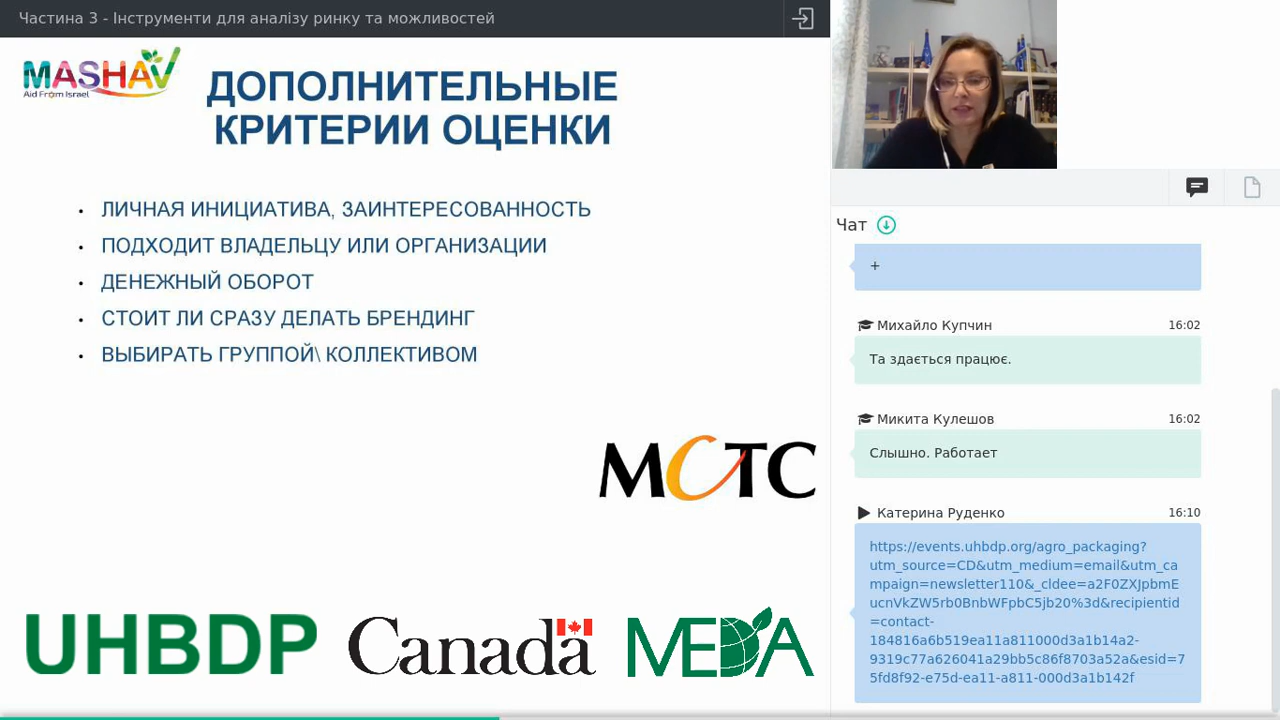 Частина 3 - Інструменти для аналізу ринку та можливостей
MASHAV
Aid From Israel
ДОПОЛНИТЕЛЬНЫЕ
КРИТЕРИИ ОЦЕНКИ
• ЛИЧНАЯ ИНИЦИАТИВА, ЗАИНТЕРЕСОВАННОСТЬ
• ПОДХОДИТ ВЛАДЕЛЬЦУ ИЛИ ОРГАНИЗАЦИИ
• ДЕНЕЖНЫЙ ОБОРОТ
• СТОИТ ЛИ СРАЗУ ДЕЛАТЬ БРЕНДИНГ
• ВЫБИРАТЬ ГРУППОЙ\ КОЛЛЕКТИВОМ
MCTC
UHBDP
Canada
MEDA
Чат
+
Михайло Купчин 16:02
Та здається працює.
Микита Кулешов 16:02
Слышно. Работает
Катерина Руденко 16:10
https://events.uhbdp.org/agro_packaging?
utm_source=CD&utm_medium=email&utm_ca
mpaign=newsletter110&_cldee=a2F0ZXJpbmE
ucnVkZW5rb0BnbWFpbC5jb20%3d&recipientid
=contact-
184816a6b519ea11a811000d3a1b14a2-
9319c77a626041a29bb5c86f8703a52a&esid=7
5fd8f92-e75d-ea11-a811-000d3a1b142f